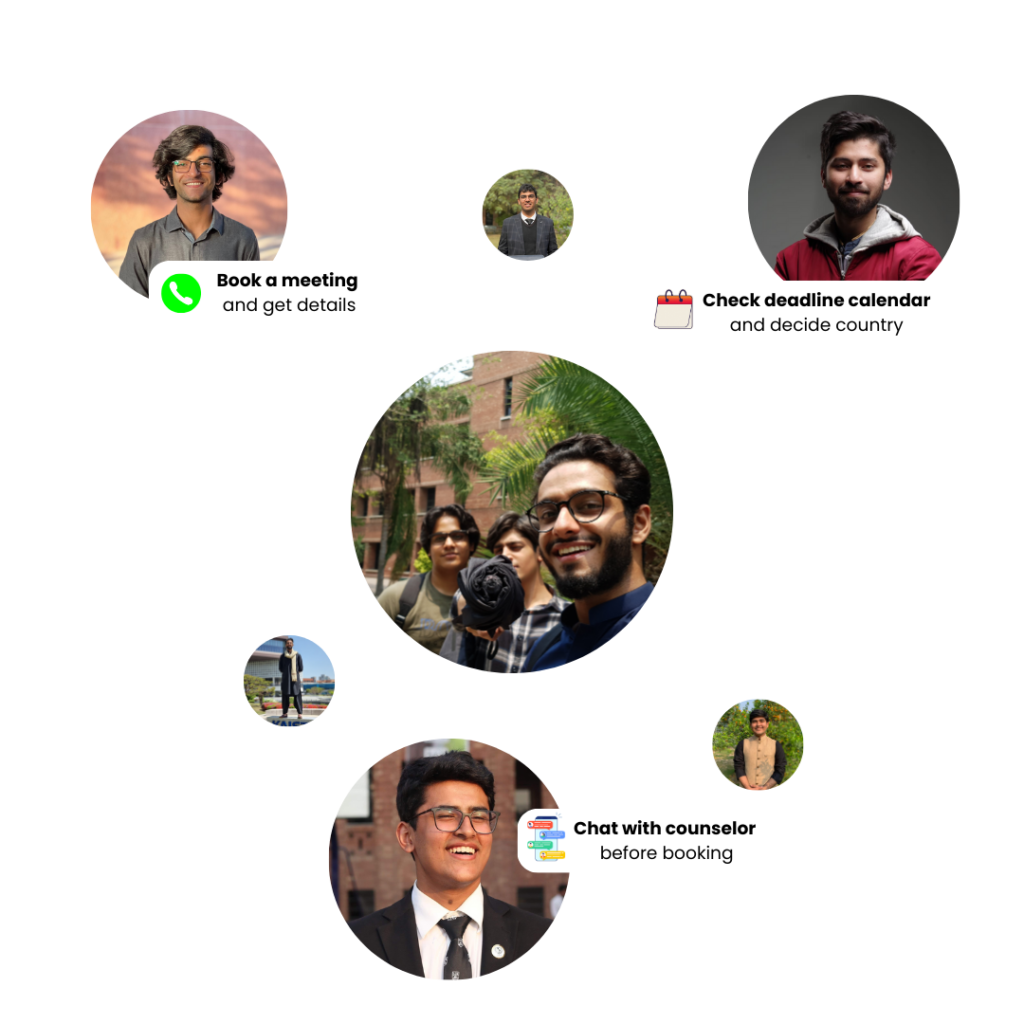 Book a meeting
and get details
Check deadline calendar
and decide country
Chat with counselor
before booking